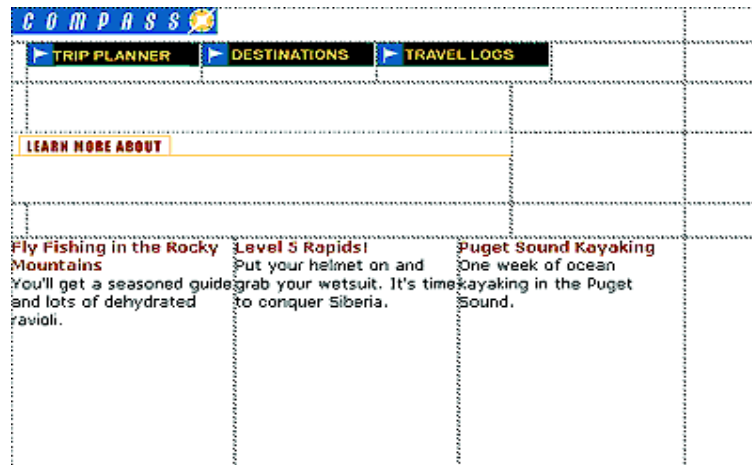 COMPASS
TRIP PLANNER DESTINATIONS TRAVEL LOGS
LEARN MORE ABOUT
Fly Fishing in the Rocky
Mountains
You'll get a seasoned guide
and lots of dehydrated
ravioli.
Level 5 Rapids!
Put your helmet on and
grab your wetsuit. It's time
to conquer Siberia.
Puget Sound Kayaking
One week of ocean
kayaking in the Puget
Sound.